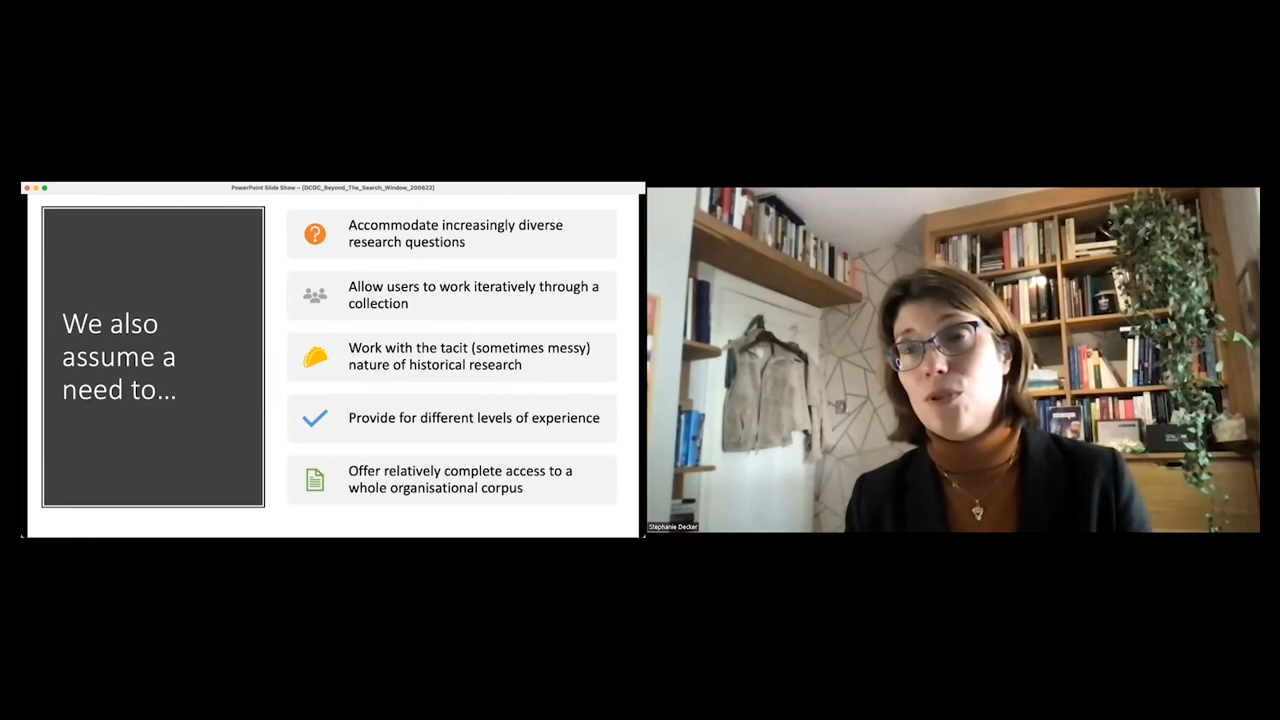 PowerPoint Slide Show – [DCDC_Beyond_The_Search_Window_200622]
We also
assume a
need to...
Accommodate increasingly diverse
research questions
Allow users to work iteratively through a
collection
Work with the tacit (sometimes messy)
nature of historical research
Provide for different levels of experience
Offer relatively complete access to a
whole organisational corpus
Stephanie Decker